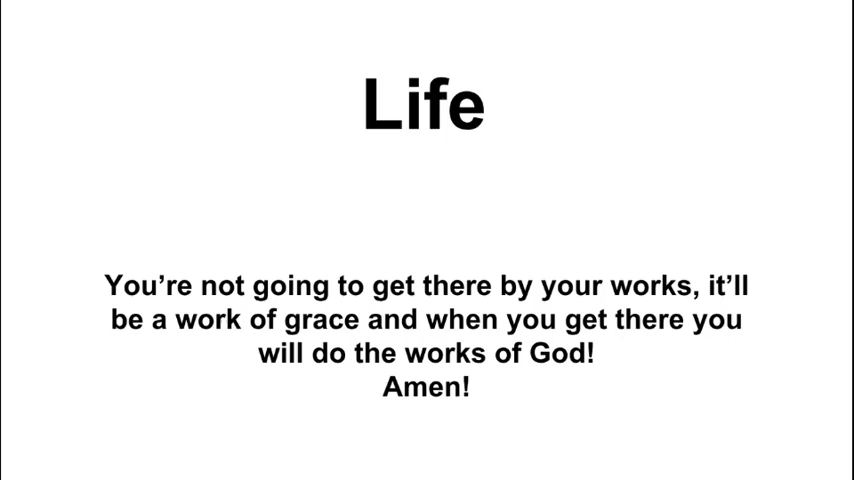 Life
You’re not going to get there by your works, it’ll
be a work of grace and when you get there you
will do the works of God!
Amen!